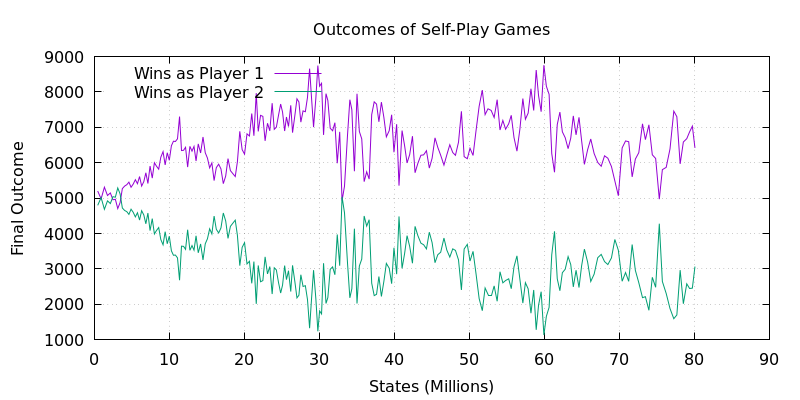 Outcomes of Self-Play Games
Final Outcome
9000
8000
7000
6000
5000
4000
3000
2000
1000
Wins as Player 1
Wins as Player 2
0 10 20 30 40 50 60 70 80 90
States (Millions)